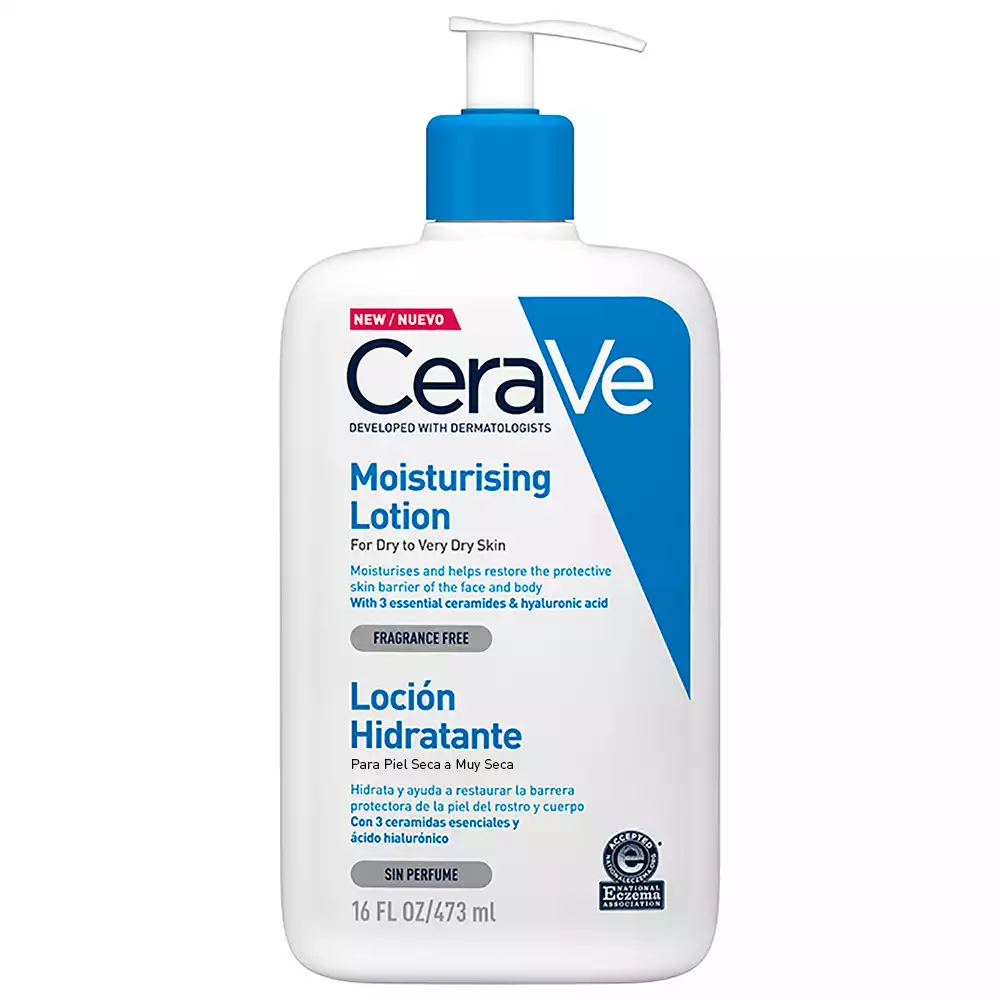 NEW / NUEVO
CeraVe
DEVELOPED WITH DERMATOLOGISTS
Moisturising
Lotion
For Dry to Very Dry Skin
Moisturises and helps restore the protective
skin barrier of the face and body
With 3 essential ceramides & hyaluronic acid
FRAGRANCE FREE
Loción
Hidratante
Para Piel Seca a Muy Seca
Hidrata y ayuda a restaurar la barrera
protectora de la piel del rostro y cuerpo
Con 3 ceramidas esenciales y
ácido hialurónico
SIN PERFUME
16 FL OZ/473 ml
ACCEPTED
e
NATIONALECZEMA.ORG
NATIONAL
Eczema
ASSOCIATION